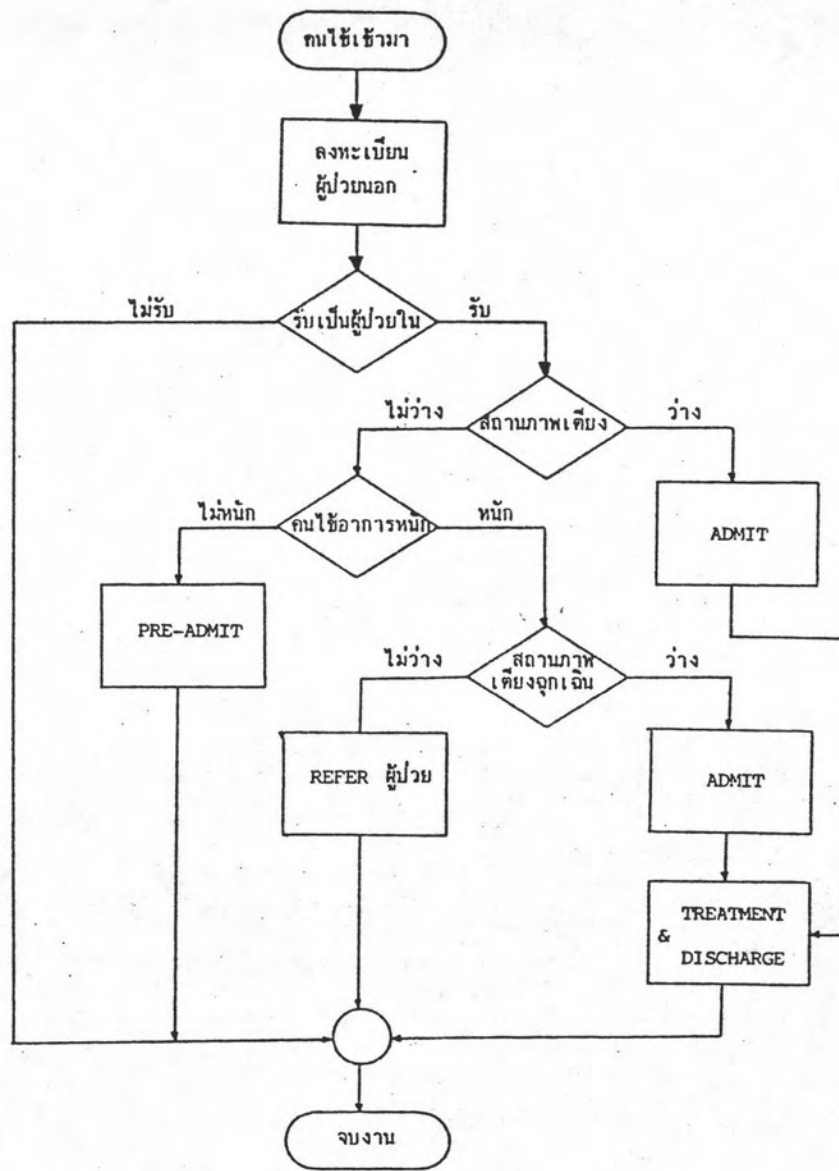 คนไข้เข้ามา
ลงทะเบียน
ผู้ป่วยนอก
ไม่รับ
รับเป็นผู้ป่วยใน
รับ
ไม่ว่าง
สถานภาพเตียง
ว่าง
ไม่หนัก
คนไข้อาการหนัก
หนัก
ADMIT
PRE-ADMIT
ไม่ว่าง
สถานภาพ
เตียงฉุกเฉิน
ว่าง
REFER ผู้ป่วย
ADMIT
TREATMENT
&
DISCHARGE
จบงาน